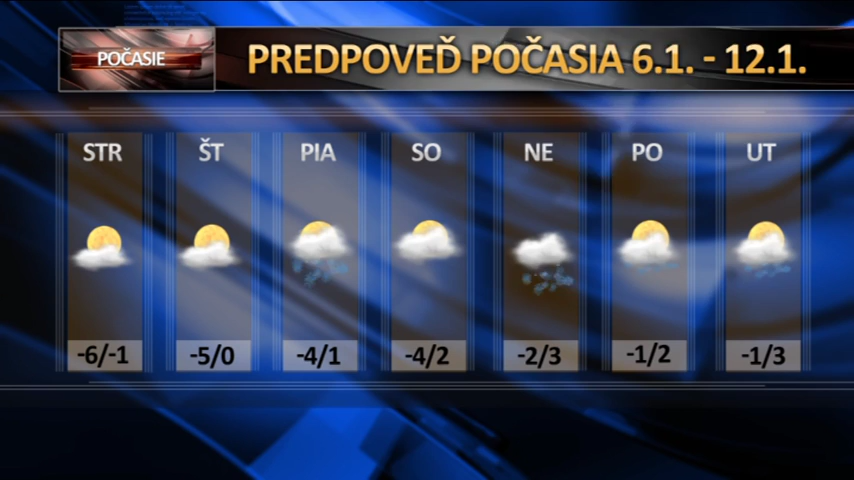 POČASIE
PREDPOVEĎ POČASIA 6.1. - 12.1.
STR ŠT PIA SO NE PO UT
-6/-1 -5/0 -4/1 -4/2 -2/3 -1/2 -1/3